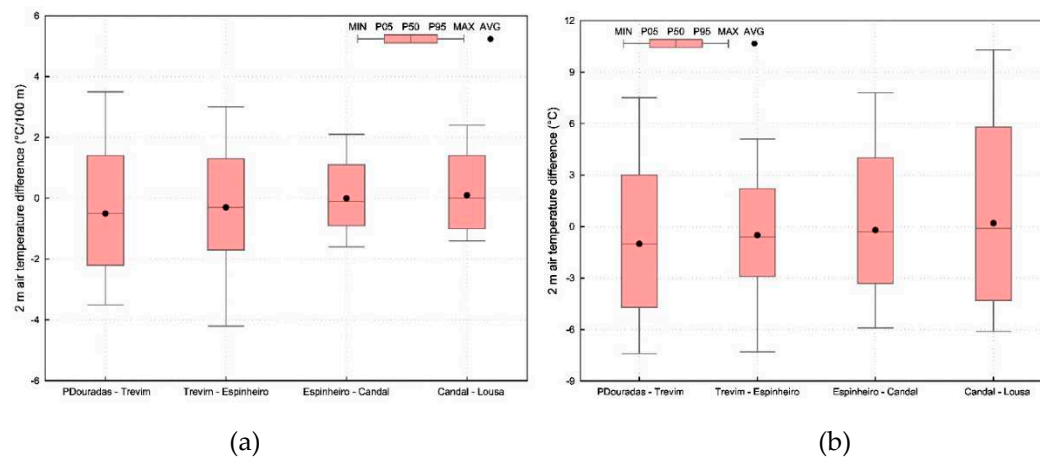 MIN P05 P50 P95 MAX AVG
2 m air temperature difference (°C/100 m)
6
4
2
0
-2
-4
-6
PDouradas - Trevim Trevim - Espinheiro Espinheiro - Candal Candal - Lousa
(a)
MIN P05 P50 P95 MAX AVG
2 m air temperature difference (°C)
12
9
6
3
0
-3
-6
-9
PDouradas - Trevim Trevim - Espinheiro Espinheiro - Candal Candal - Lousa
(b)